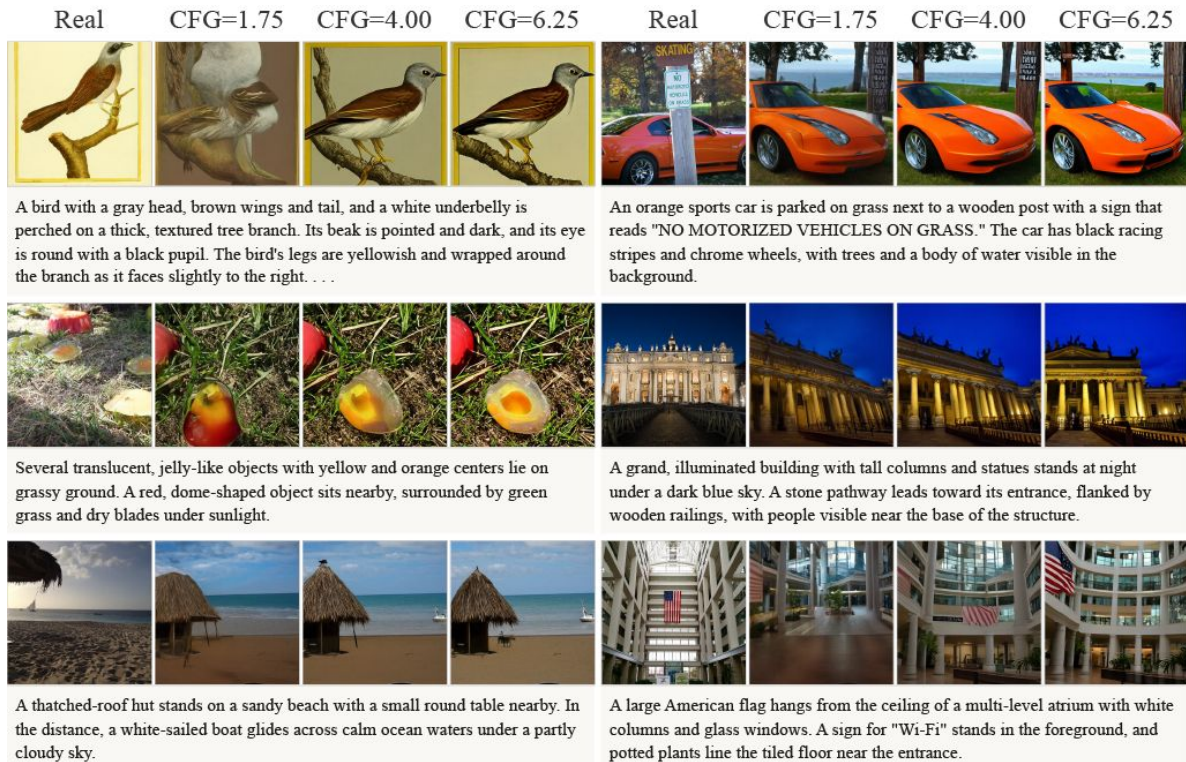 Real CFG=1.75 CFG=4.00 CFG=6.25 Real CFG=1.75 CFG=4.00 CFG=6.25
A bird with a gray head, brown wings and tail, and a white underbelly is
perched on a thick, textured tree branch. Its beak is pointed and dark, and its eye
is round with a black pupil. The bird's legs are yellowish and wrapped around
the branch as it faces slightly to the right. . . .
SKATING
NO
MOTORIZED
VEHICLES
ON GRASS
An orange sports car is parked on grass next to a wooden post with a sign that
reads "NO MOTORIZED VEHICLES ON GRASS." The car has black racing
stripes and chrome wheels, with trees and a body of water visible in the
background.
Several translucent, jelly-like objects with yellow and orange centers lie on
grassy ground. A red, dome-shaped object sits nearby, surrounded by green
grass and dry blades under sunlight.
A grand, illuminated building with tall columns and statues stands at night
under a dark blue sky. A stone pathway leads toward its entrance, flanked by
wooden railings, with people visible near the base of the structure.
A thatched-roof hut stands on a sandy beach with a small round table nearby. In
the distance, a white-sailed boat glides across calm ocean waters under a partly
cloudy sky.
A large American flag hangs from the ceiling of a multi-level atrium with white
columns and glass windows. A sign for "Wi-Fi" stands in the foreground, and
potted plants line the tiled floor near the entrance.